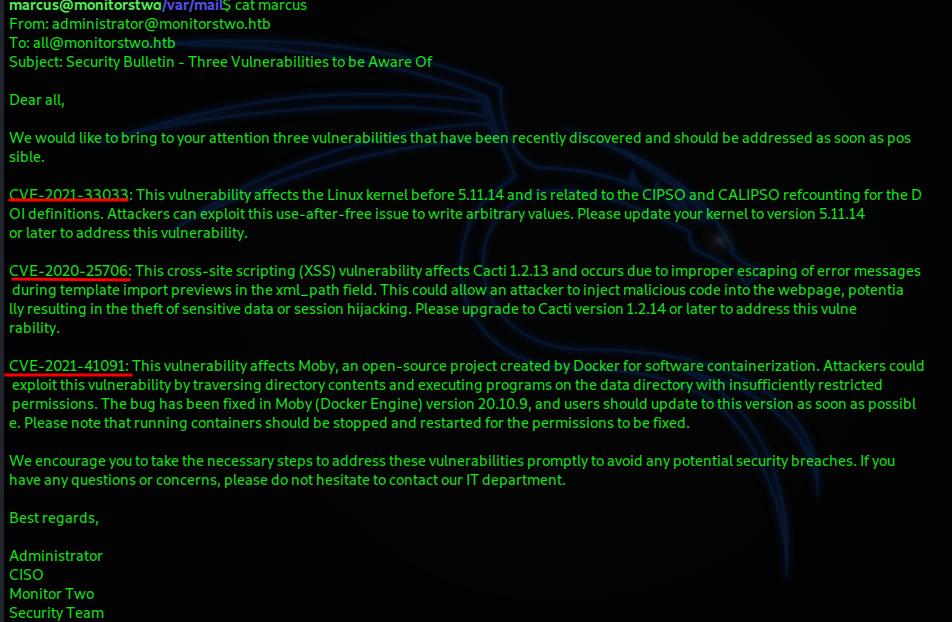 marcus@monitorstwo:/var/mail$ cat marcus
From: administrator@monitorstwo.htb
To: all@monitorstwo.htb
Subject: Security Bulletin - Three Vulnerabilities to be Aware Of
Dear all,
We would like to bring to your attention three vulnerabilities that have been recently discovered and should be addressed as soon as pos
sible.
CVE-2021-33033: This vulnerability affects the Linux kernel before 5.11.14 and is related to the CIPSO and CALIPSO refcounting for the D
OI definitions. Attackers can exploit this use-after-free issue to write arbitrary values. Please update your kernel to version 5.11.14
or later to address this vulnerability.
CVE-2020-25706: This cross-site scripting (XSS) vulnerability affects Cacti 1.2.13 and occurs due to improper escaping of error messages
during template import previews in the xml_path field. This could allow an attacker to inject malicious code into the webpage, potentia
lly resulting in the theft of sensitive data or session hijacking. Please upgrade to Cacti version 1.2.14 or later to address this vulne
rability.
CVE-2021-41091: This vulnerability affects Moby, an open-source project created by Docker for software containerization. Attackers could
exploit this vulnerability by traversing directory contents and executing programs on the data directory with insufficiently restricted
permissions. The bug has been fixed in Moby (Docker Engine) version 20.10.9, and users should update to this version as soon as possibl
e. Please note that running containers should be stopped and restarted for the permissions to be fixed.
We encourage you to take the necessary steps to address these vulnerabilities promptly to avoid any potential security breaches. If you
have any questions or concerns, please do not hesitate to contact our IT department.
Best regards,
Administrator
CISO
Monitor Two
Security Team